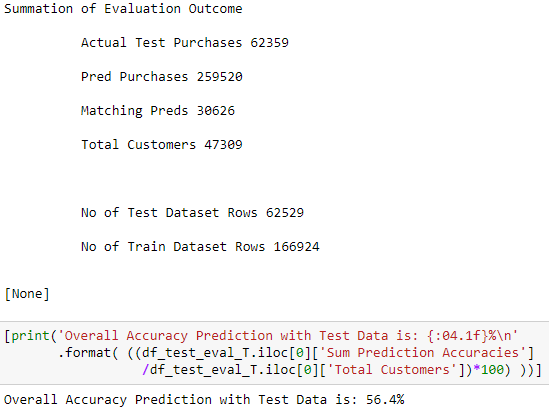 Summation of Evaluation Outcome
Actual Test Purchases 62359
Pred Purchases 259520
Matching Preds 30626
Total Customers 47309
No of Test Dataset Rows 62529
No of Train Dataset Rows 166924
[None]
[print('Overall Accuracy Prediction with Test Data is: {:04.1f}%\n'
.format( ((df_test_eval_T.iloc[0]['Sum Prediction Accuracies']
/df_test_eval_T.iloc[0]['Total Customers'])*100) ))]
Overall Accuracy Prediction with Test Data is: 56.4%